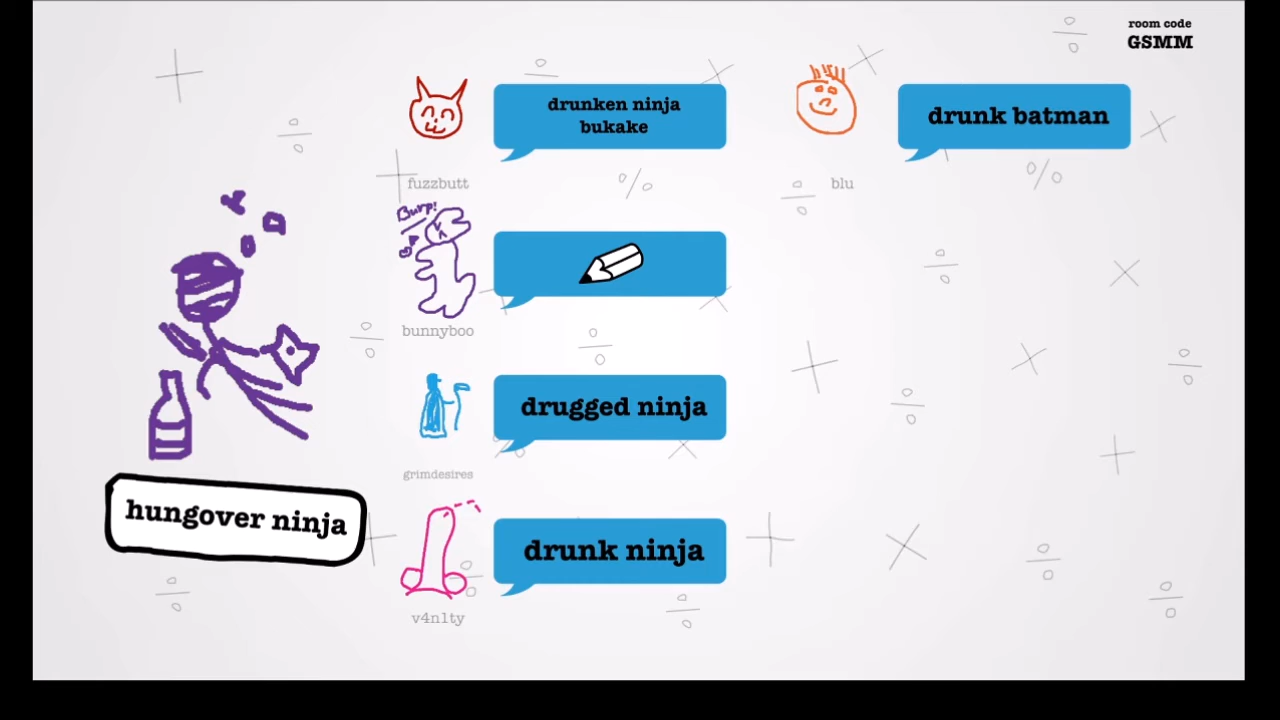 room code
GSMM
drunken ninja
bukake
fuzzbutt
drunk batman
blu
Burp!
bunnyboo
drugged ninja
grimdesires
hungover ninja
drunk ninja
v4n1ty